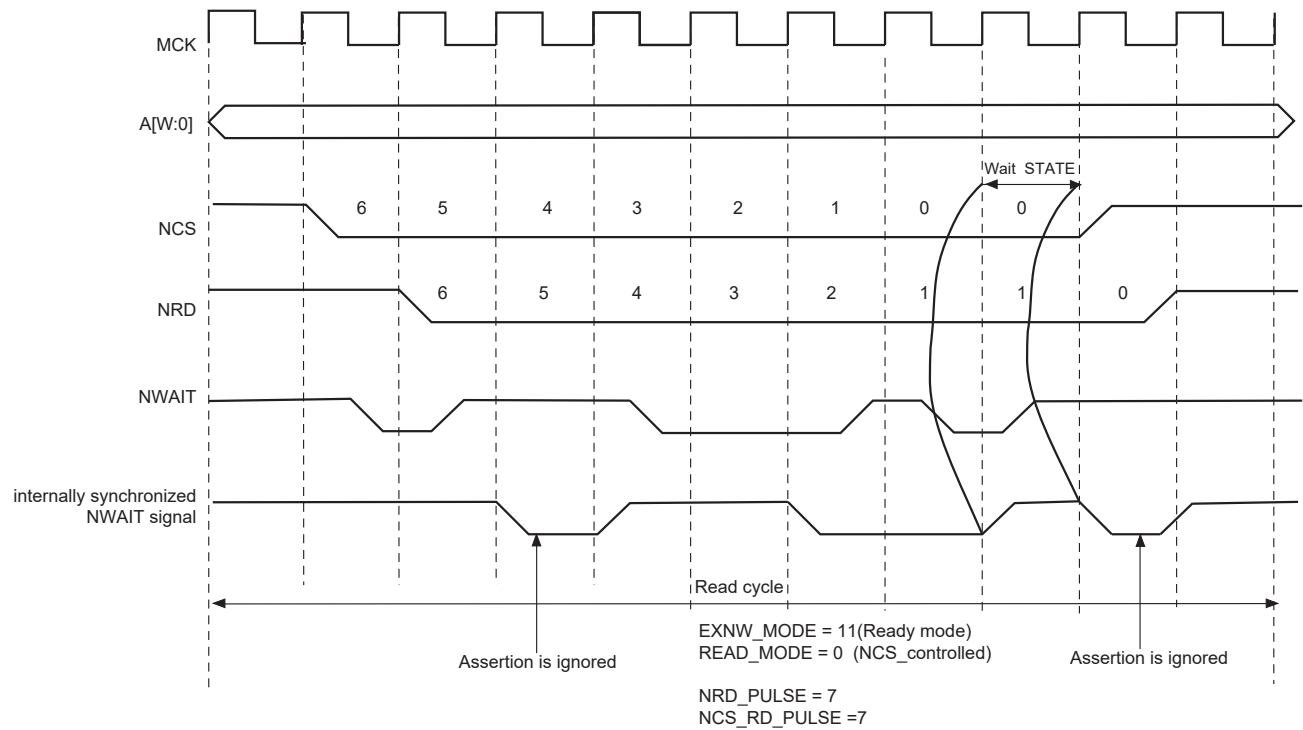 MCK
A[W:0]
Wait STATE
NCS
6 5 4 3 2 1 0 0
NRD
6 5 4 3 2 1 1 0
NWAIT
internally synchronized
NWAIT signal
Read cycle
Assertion is ignored
EXNW_MODE = 11(Ready mode)
READ_MODE = 0 (NCS_controlled)
Assertion is ignored
NRD_PULSE = 7
NCS_RD_PULSE =7